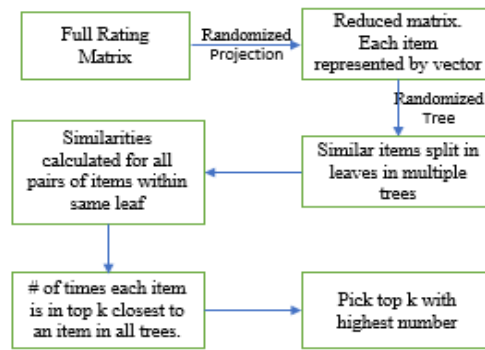 Full Rating
Matrix
Randomized
Projection
Reduced matrix.
Each item
represented by vector
Randomized
Tree
Similar items split in
leaves in multiple
trees
Similarities
calculated for all
pairs of items within
same leaf
# of times each item
is in top k closest to
an item in all trees.
Pick top k with
highest number